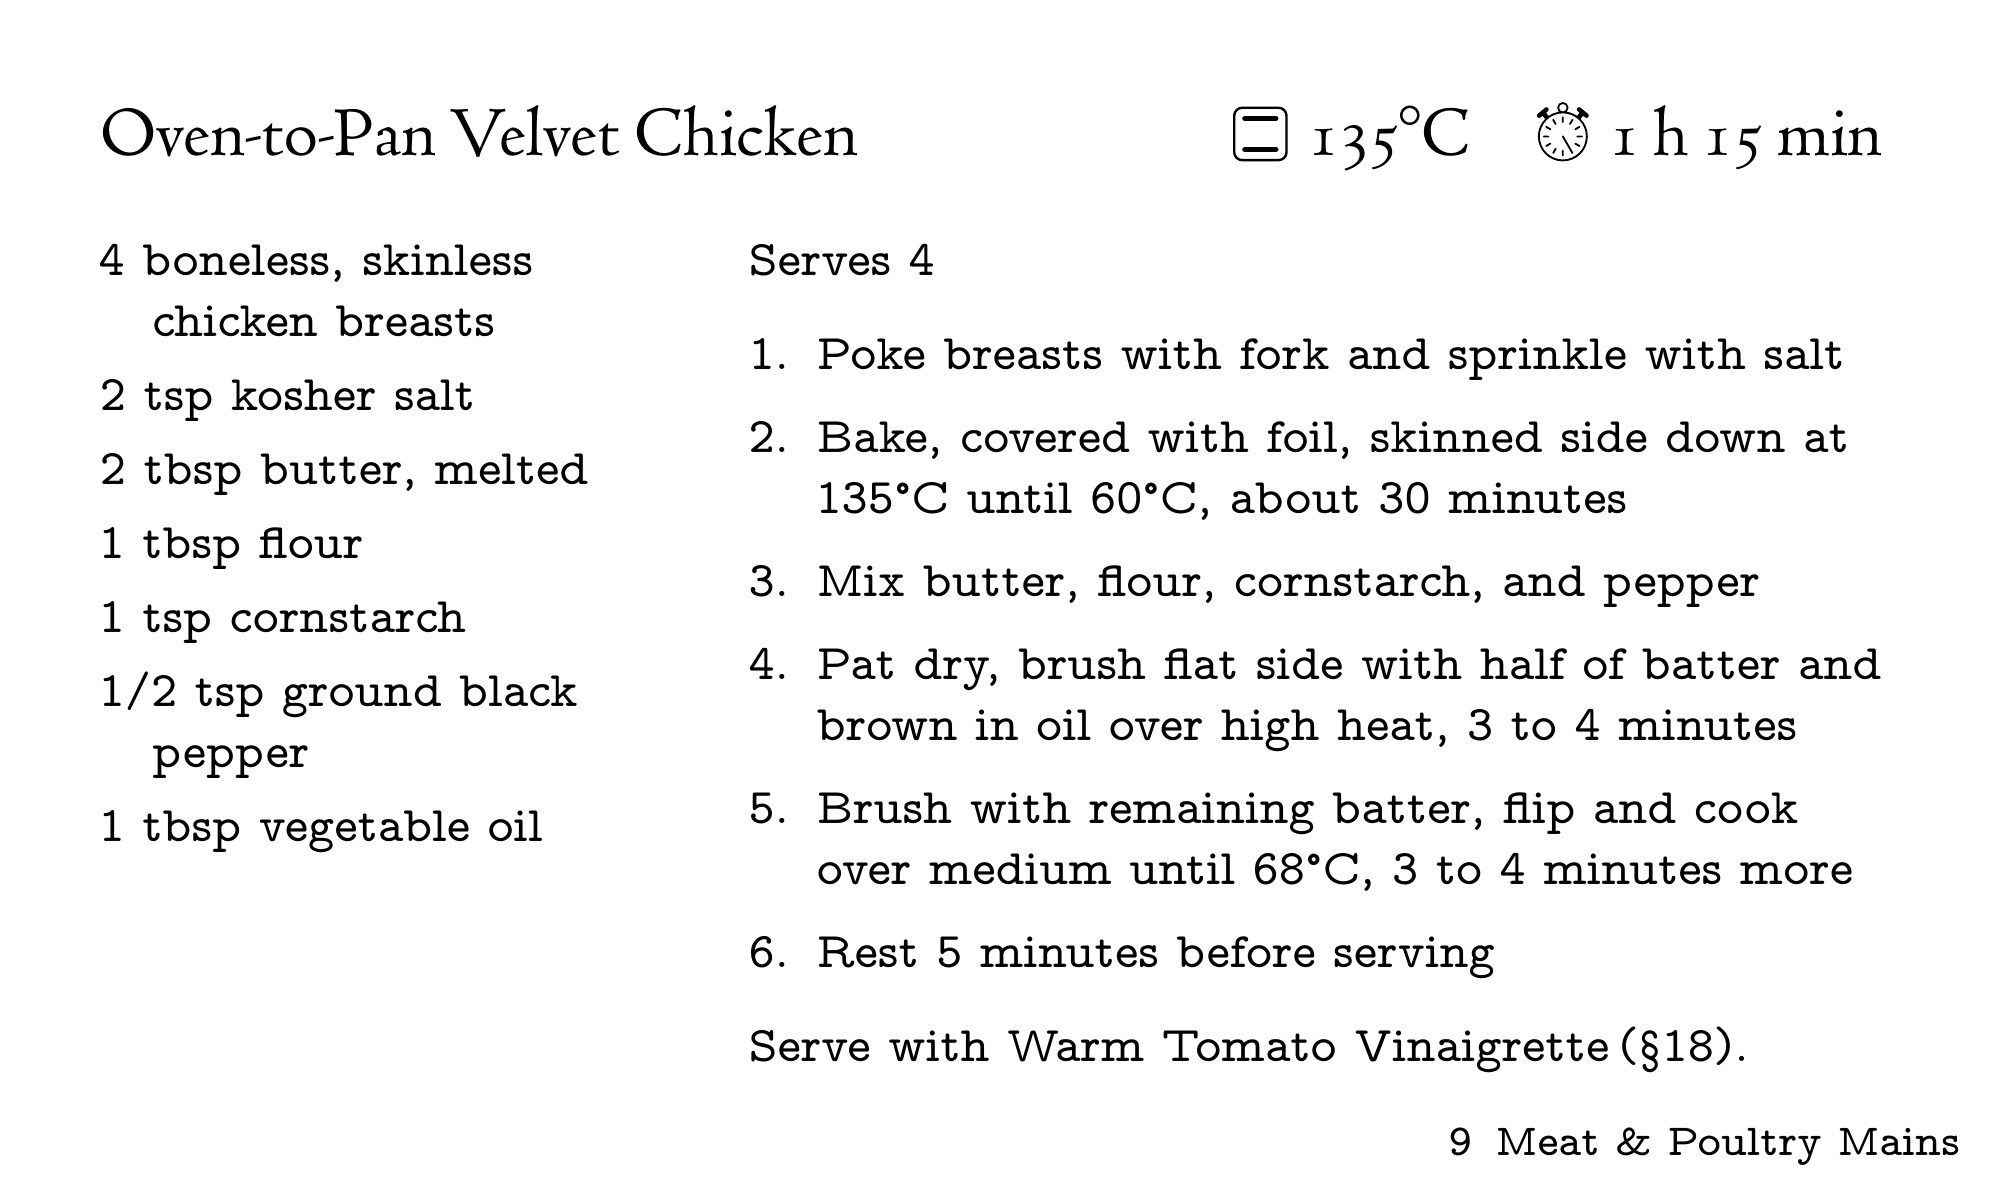 Oven-to-Pan Velvet Chicken 135°C 1 h 15 min
4 boneless, skinless
chicken breasts
2 tsp kosher salt
2 tbsp butter, melted
1 tbsp flour
1 tsp cornstarch
1/2 tsp ground black
pepper
1 tbsp vegetable oil
Serves 4
1. Poke breasts with fork and sprinkle with salt
2. Bake, covered with foil, skinned side down at
135°C until 60°C, about 30 minutes
3. Mix butter, flour, cornstarch, and pepper
4. Pat dry, brush flat side with half of batter and
brown in oil over high heat, 3 to 4 minutes
5. Brush with remaining batter, flip and cook
over medium until 68°C, 3 to 4 minutes more
6. Rest 5 minutes before serving
Serve with Warm Tomato Vinaigrette (§18).
9 Meat & Poultry Mains